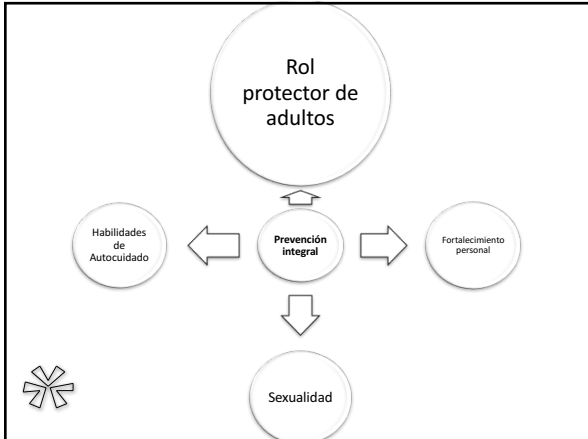 Rol
protector de
adultos
Habilidades
de
Autocuidado
Prevención
integral
Fortalecimiento
personal
Sexualidad